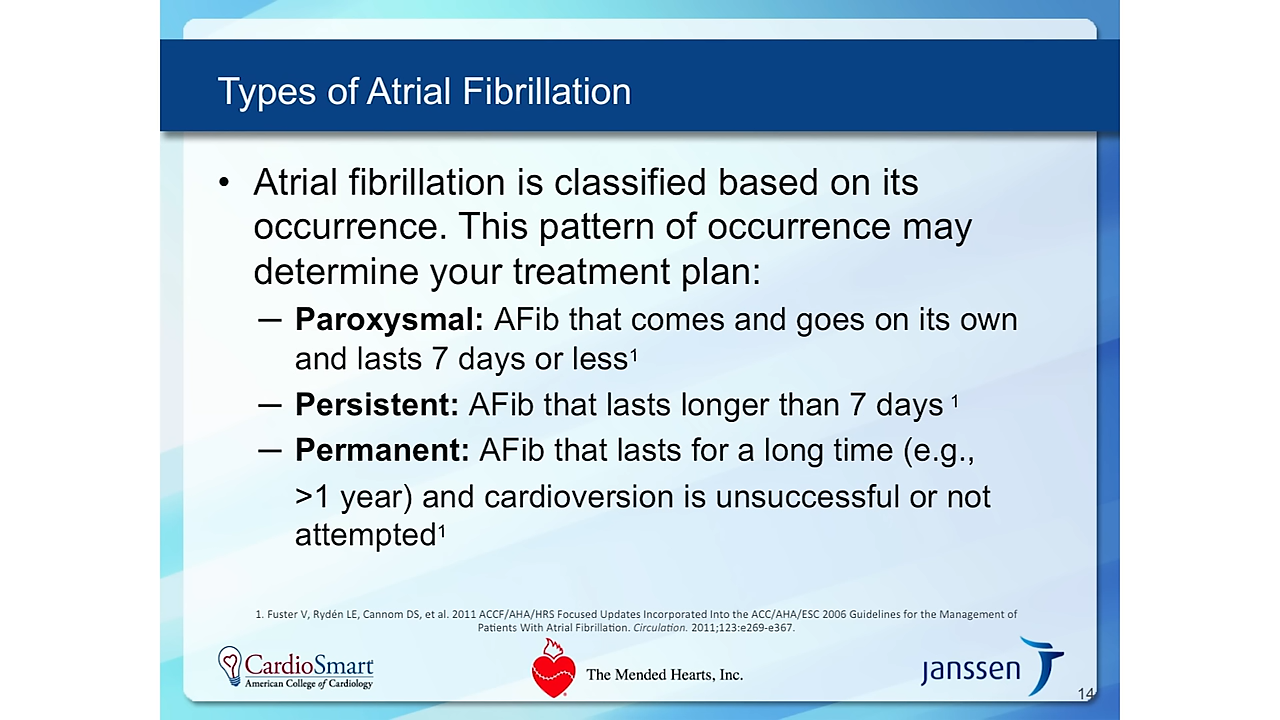 Types of Atrial Fibrillation
• Atrial fibrillation is classified based on its
occurrence. This pattern of occurrence may
determine your treatment plan:
─ Paroxysmal: AFib that comes and goes on its own
and lasts 7 days or less¹
─ Persistent: AFib that lasts longer than 7 days ¹
─ Permanent: AFib that lasts for a long time (e.g.,
>1 year) and cardioversion is unsuccessful or not
attempted¹
1. Fuster V, Rydén LE, Cannom DS, et al. 2011 ACCF/AHA/HRS Focused Updates Incorporated Into the ACC/AHA/ESC 2006 Guidelines for the Management of
Patients With Atrial Fibrillation. Circulation. 2011;123:e269-e367.
CardioSmart
American College of Cardiology
The Mended Hearts, Inc.
janssen
14